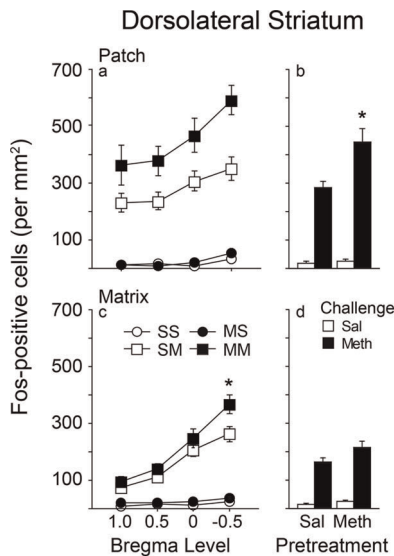 Dorsolateral Striatum
Patch
Fos-positive cells (per mm²)
a
700
500
300
100
b
*
Matrix
c
700
500
300
100
SS
MS
SM
MM
*
1.0 0.5 0 -0.5
Bregma Level
Challenge
d
Sal
Meth
Sal Meth
Pretreatment